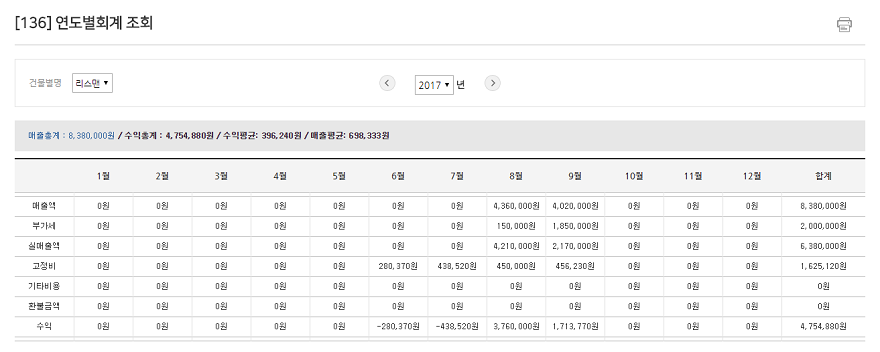 [136] 연도별회계 조회
건물별명 리스맨 2017 년
매출총계 : 8,380,000원 / 수익총계 : 4,754,880원 / 수익평균: 396,240원 / 매출평균: 698,333원
1월 2월 3월 4월 5월 6월 7월 8월 9월 10월 11월 12월 합계
매출액 0원 0원 0원 0원 0원 0원 0원 4,360,000원 4,020,000원 0원 0원 0원 8,380,000원
부가세 0원 0원 0원 0원 0원 0원 0원 150,000원 1,850,000원 0원 0원 0원 2,000,000원
실매출액 0원 0원 0원 0원 0원 0원 0원 4,210,000원 2,170,000원 0원 0원 0원 6,380,000원
고정비 0원 0원 0원 0원 0원 280,370원 438,520원 450,000원 456,230원 0원 0원 0원 1,625,120원
기타비용 0원 0원 0원 0원 0원 0원 0원 0원 0원 0원 0원 0원 0원
환불금액 0원 0원 0원 0원 0원 0원 0원 0원 0원 0원 0원 0원 0원
수익 0원 0원 0원 0원 0원 -280,370원 -438,520원 3,760,000원 1,713,770원 0원 0원 0원 4,754,880원